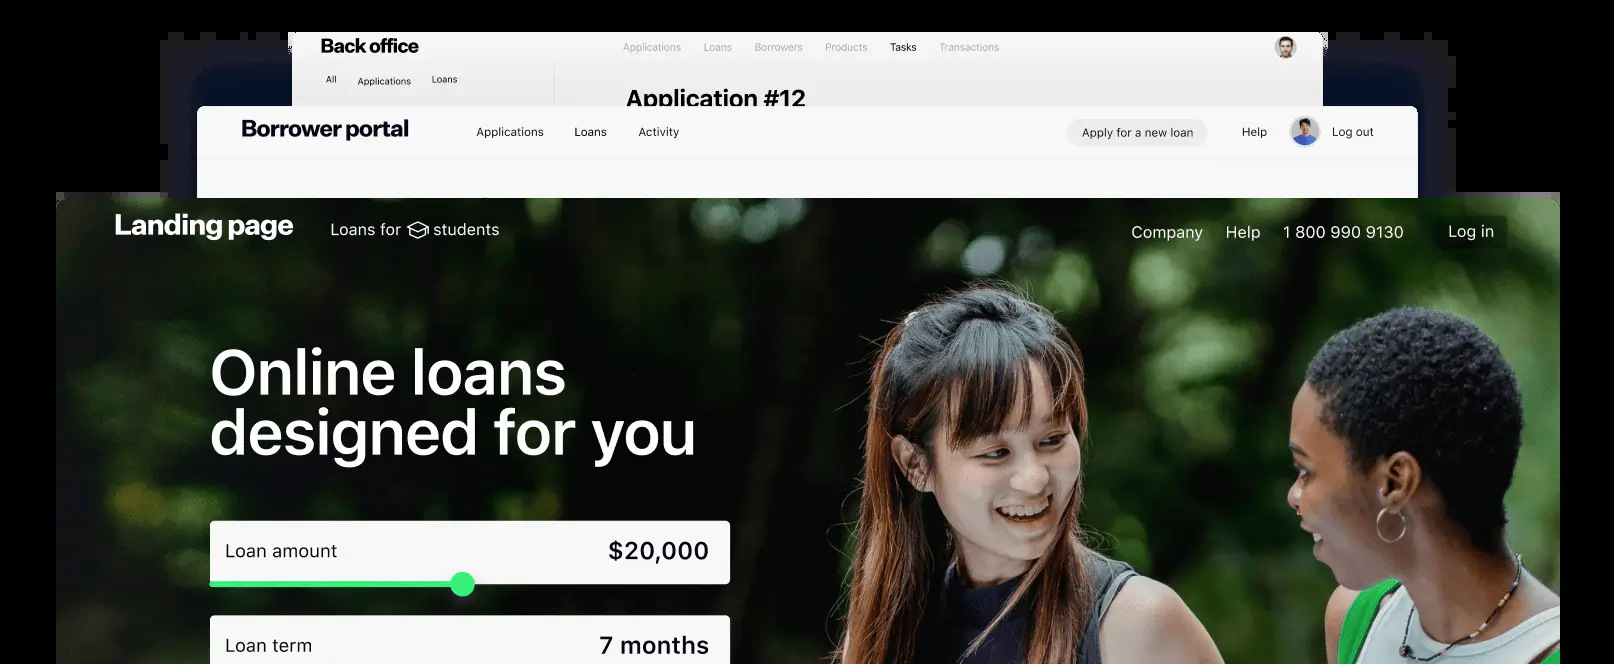 Back office
Applications Loans Borrowers Products Tasks Transactions
All Applications Loans
Application #12
Borrower portal
Applications Loans Activity
Apply for a new loan Help Log out
Landing page
Loans for students
Company Help 1 800 990 9130 Log in
Online loans
designed for you
Loan amount $20,000
Loan term 7 months